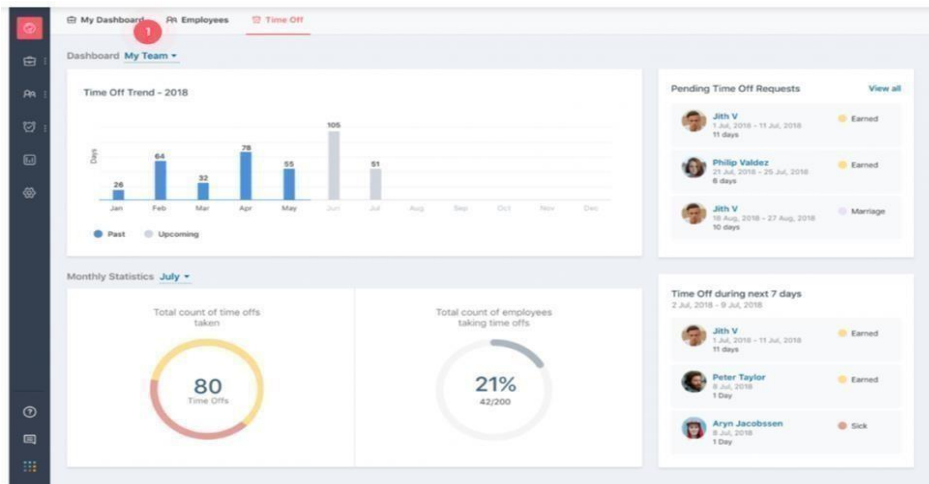 My Dashboard
Employees
Time Off
1
Dashboard My Team
Time Off Trend - 2018
Days
26
64
32
78
55
105
51
Jan Feb Mar Apr May Jun Jul Aug Sep Oct Nov Dec
Past Upcoming
Pending Time Off Requests View all
Jith V
Earned
1 Jul, 2018 - 11 Jul, 2018
11 days
Philip Valdez
Earned
21 Jul, 2018 - 25 Jul, 2018
6 days
Jith V
Marriage
18 Aug, 2018 - 27 Aug, 2018
10 days
Monthly Statistics July
Total count of time offs
taken
80
Time Offs
Total count of employees
taking time offs
21%
42/200
Time Off during next 7 days
2 Jul, 2018 - 9 Jul, 2018
Jith V
Earned
1 Jul, 2018 - 11 Jul, 2018
11 days
Peter Taylor
Earned
8 Jul, 2018
1 Day
Aryn Jacobssen
Sick
8 Jul, 2018
1 Day